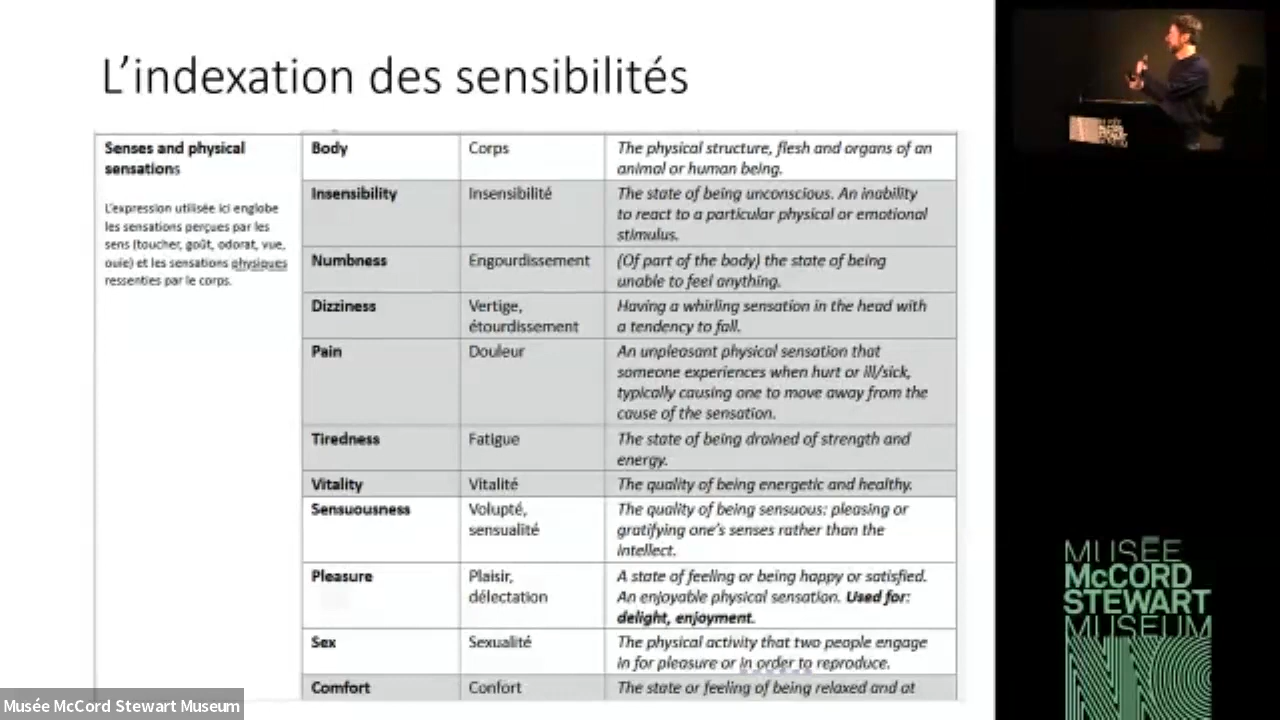 L'indexation des sensibilités
Senses and physical
sensations
L'expression utilisée ici englobe
les sensations perçues par les
sens (toucher, goût, odorat, vue,
ouïe) et les sensations physiques
ressenties par le corps.
Body
Corps
The physical structure, flesh and organs of an
animal or human being.
Insensibility
Insensibilité
The state of being unconscious. An inability
to react to a particular physical or emotional
stimulus.
Numbness
Engourdissement
(Of part of the body) the state of being
unable to feel anything.
Dizziness
Vertige,
étourdissement
Having a whirling sensation in the head with
a tendency to fall.
Pain
Douleur
An unpleasant physical sensation that
someone experiences when hurt or ill/sick,
typically causing one to move away from the
cause of the sensation.
Tiredness
Fatigue
The state of being drained of strength and
energy.
Vitality
Vitalité
The quality of being energetic and healthy.
Sensuousness
Volupté,
sensualité
The quality of being sensuous: pleasing or
gratifying one's senses rather than the
intellect.
Pleasure
Plaisir,
délectation
A state of feeling or being happy or satisfied.
An enjoyable physical sensation. Used for:
delight, enjoyment.
Sex
Sexualité
The physical activity that two people engage
in for pleasure or in order to reproduce.
Comfort
Confort
The state or feeling of being relaxed and at
MUSÉE
McCORD
STEWART
MUSEUM
Musée McCord Stewart Museum